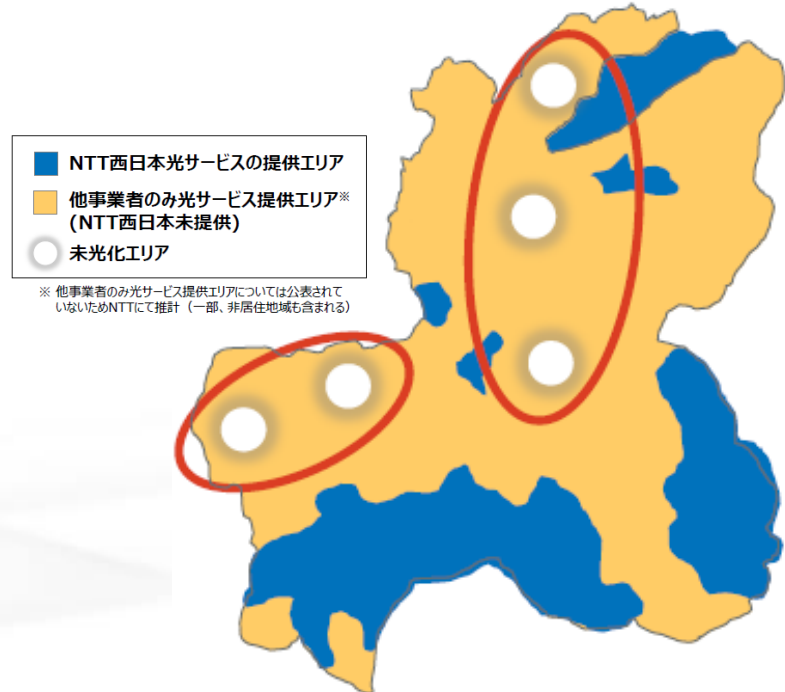 NTT西日本光サービスの提供エリア
他事業者のみ光サービス提供エリア※
(NTT西日本未提供)
未光化エリア
※ 他事業者のみ光サービス提供エリアについては公表されて
いないためNTTにて推計（一部、非居住地域も含まれる）